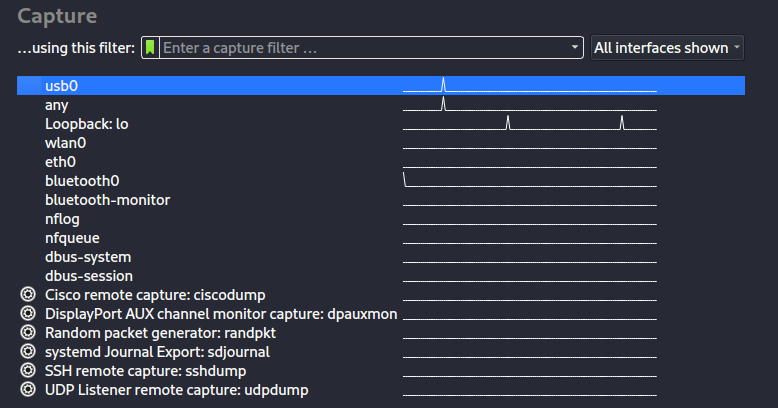 Capture
...using this filter: Enter a capture filter ... All interfaces shown
usb0
any
Loopback: lo
wlan0
eth0
bluetooth0
bluetooth-monitor
nflog
nfqueue
dbus-system
dbus-session
Cisco remote capture: ciscodump
DisplayPort AUX channel monitor capture: dpauxmon
Random packet generator: randpkt
systemd Journal Export: sdjournal
SSH remote capture: sshdump
UDP Listener remote capture: udpdump